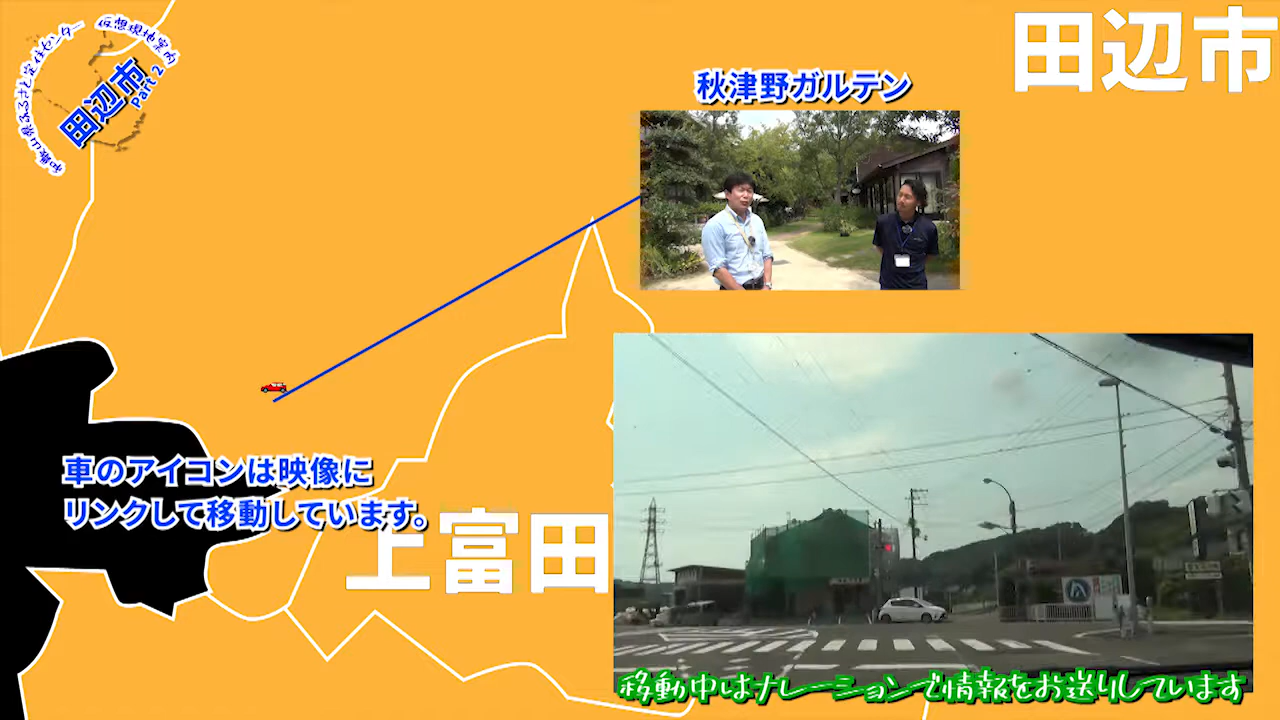 和歌山県ふるさと定住センター 仮想現地案内
田辺市
Part 2
田辺市
秋津野ガルテン
車のアイコンは映像に
リンクして移動しています。
上富田
移動中はナレーションで情報をお送りしています